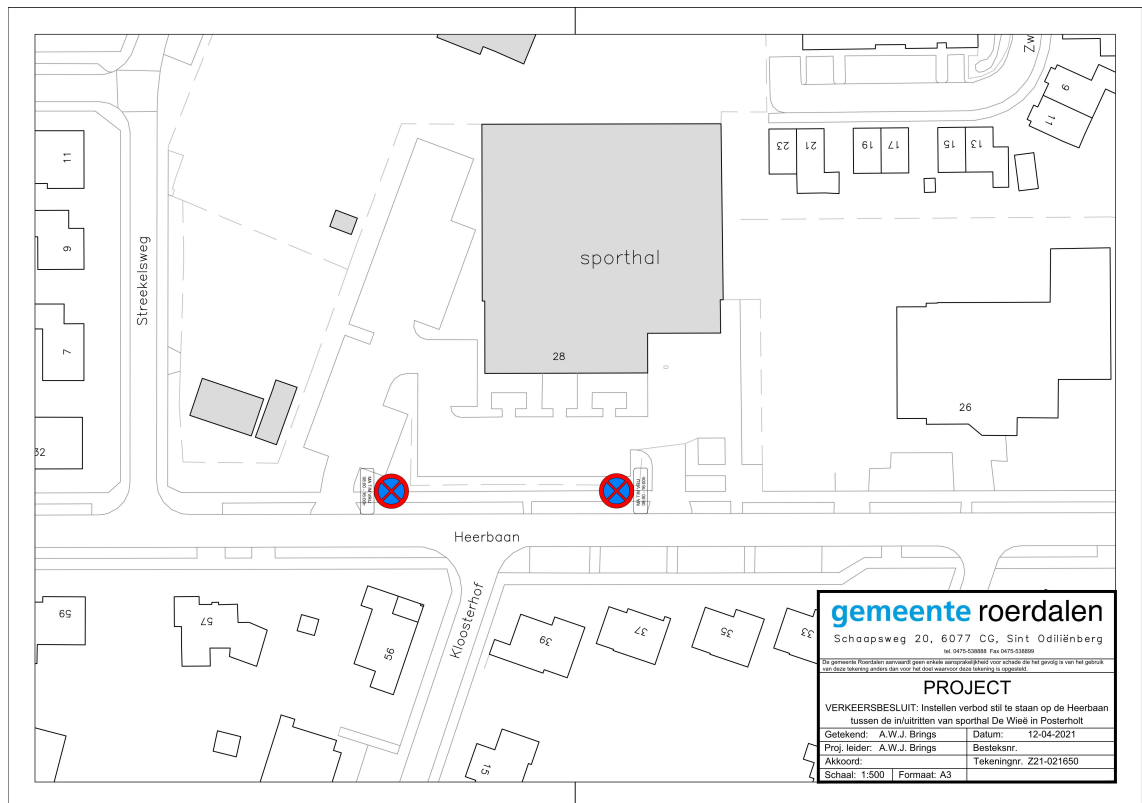 Zw
9
11
11
23
21
19
17
15
13
9
Streekelsweg
sporthal
7
28
26
32
Heerbaan
Kloosterhof
59
57
56
39
37
35
33
15
gemeente roerdalen
Schaapsweg 20, 6077 CG, Sint Odiliënberg
tel. 0475-538888 Fax 0475-538899
De gemeente Roerdalen aanvaardt geen enkele aansprakelijkheid voor schade die het gevolg is van het gebruik
van deze tekening anders dan voor het doel waarvoor deze tekening is opgesteld.
PROJECT
VERKEERSBESLUIT: Instellen verbod stil te staan op de Heerbaan
tussen de in/uitritten van sporthal De Wieë in Posterholt
Getekend: A.W.J. Brings Datum: 12-04-2021
Proj. leider: A.W.J. Brings Besteksnr.
Akkoord: Tekeningnr. Z21-021650
Schaal: 1:500 Formaat: A3